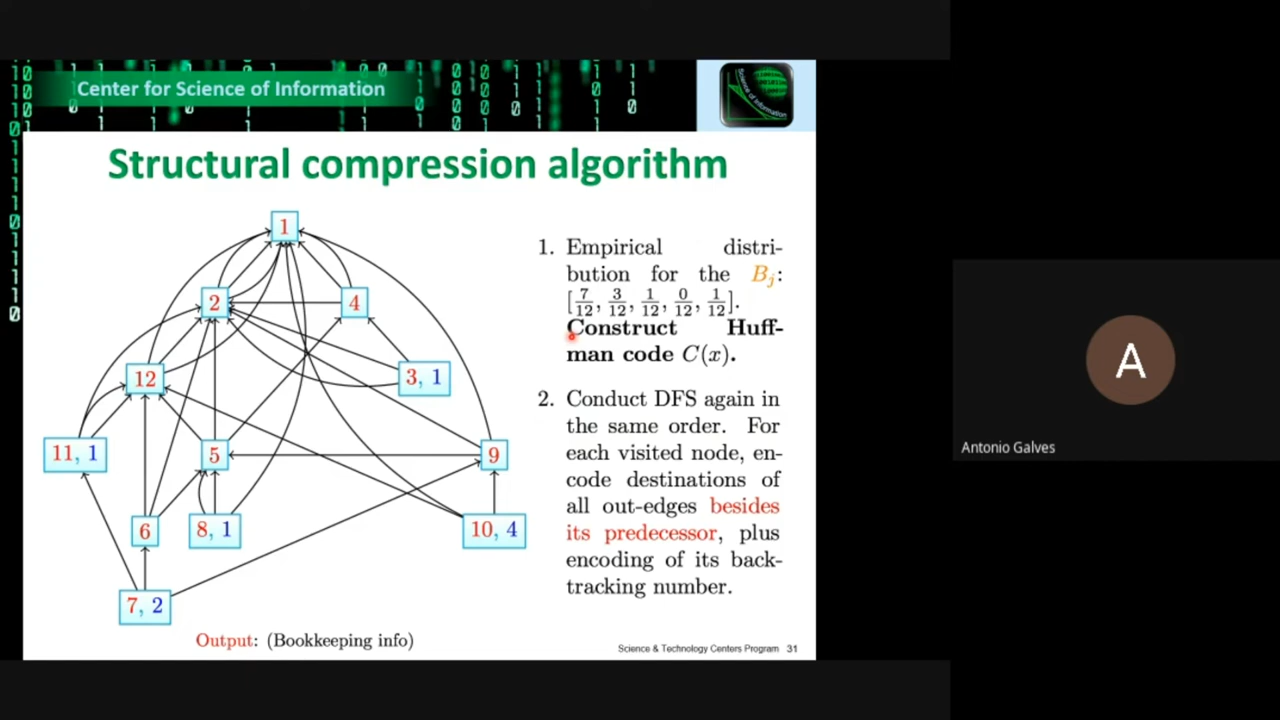 Center for Science of Information
Science of Information
Structural compression algorithm
1
2
4
12
3, 1
11, 1
5
9
6
8, 1
10, 4
7, 2
1. Empirical distri-
bution for the B_j:
[7/12, 3/12, 1/12, 0/12, 1/12].
Construct Huff-
man code C(x).
2. Conduct DFS again in
the same order. For
each visited node, en-
code destinations of
all out-edges besides
its predecessor, plus
encoding of its back-
tracking number.
Output: (Bookkeeping info)
Science & Technology Centers Program 31
A
Antonio Galves